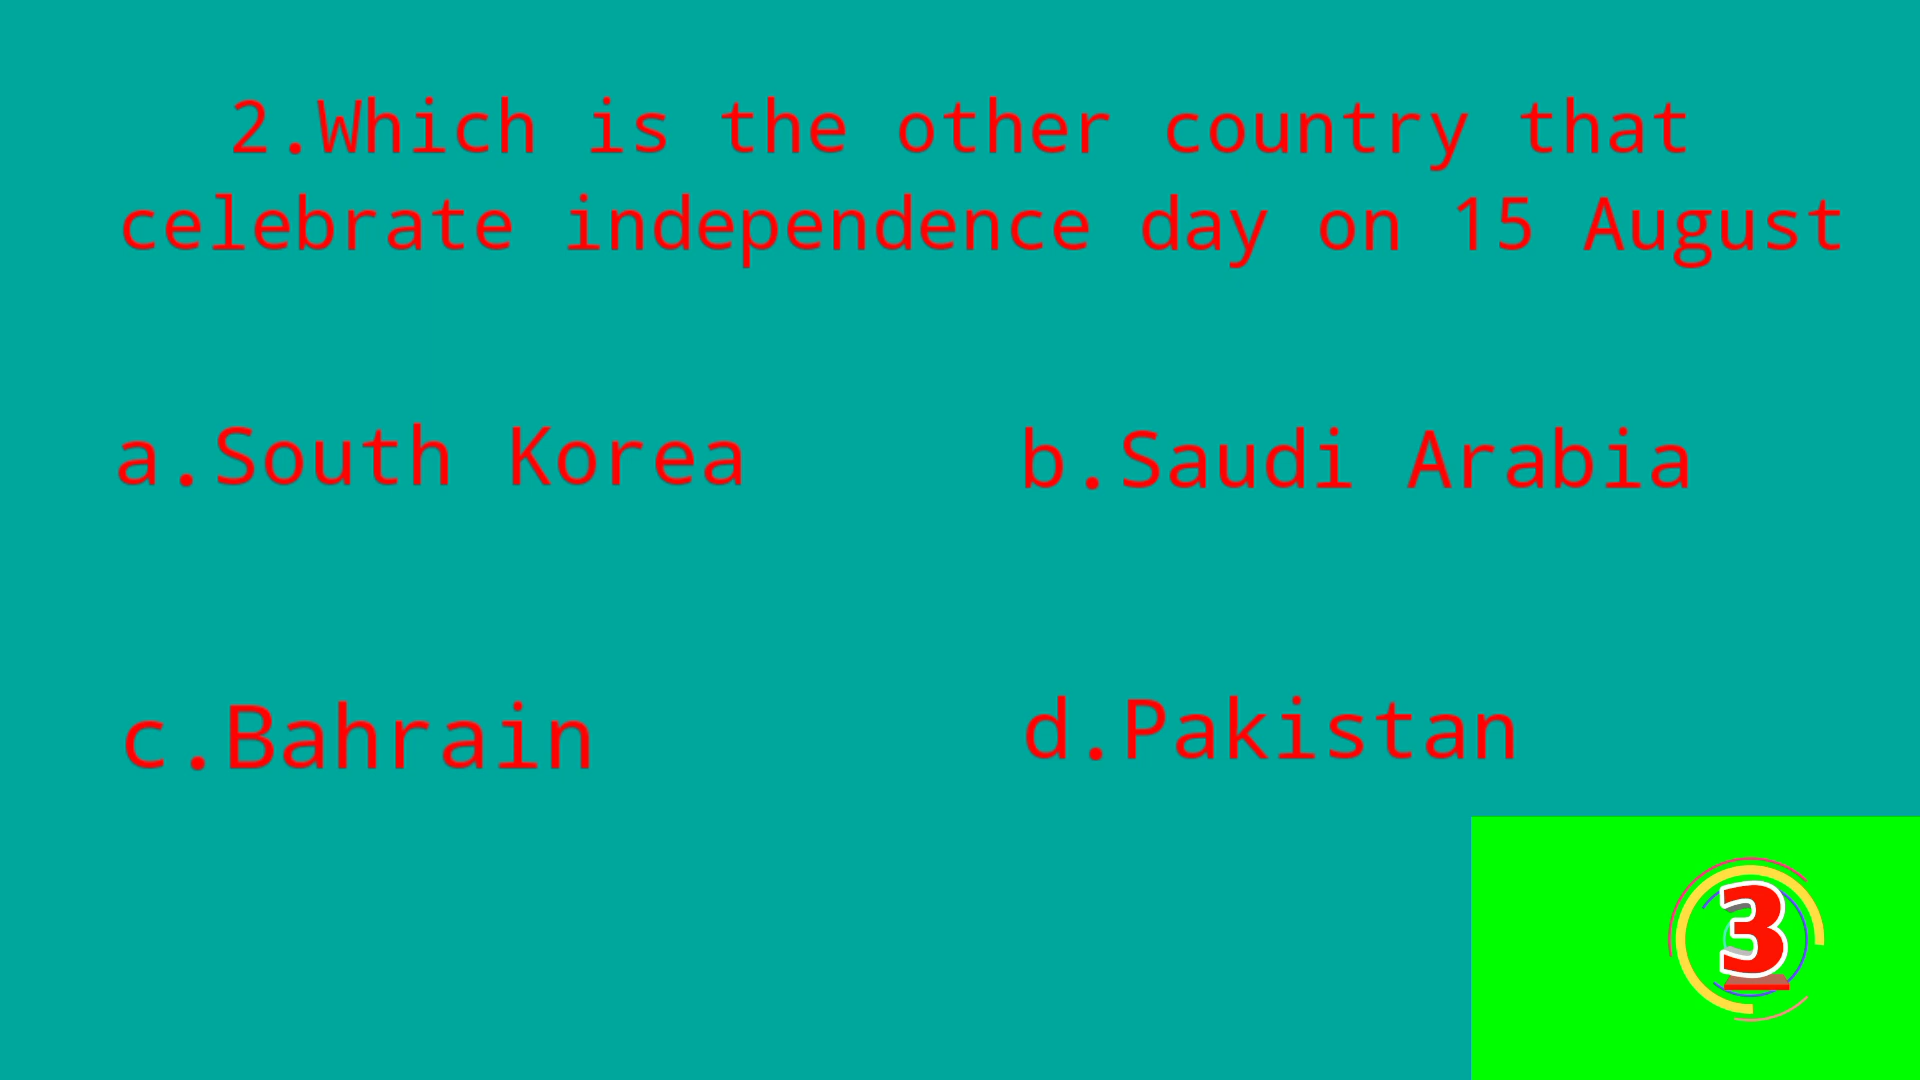 2.Which is the other country that
celebrate independence day on 15 August
a.South Korea
b.Saudi Arabia
c.Bahrain
d.Pakistan
3